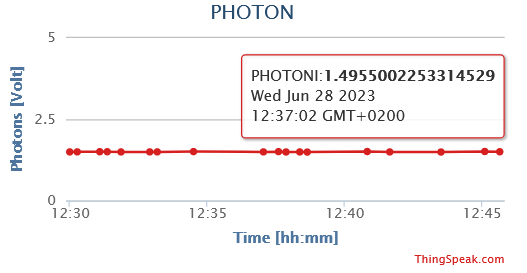 PHOTON
Photons [Volt]
5
2.5
0
PHOTONI:1.4955002253314529
Wed Jun 28 2023
12:37:02 GMT+0200
12:30 12:35 12:40 12:45
Time [hh:mm]
ThingSpeak.com